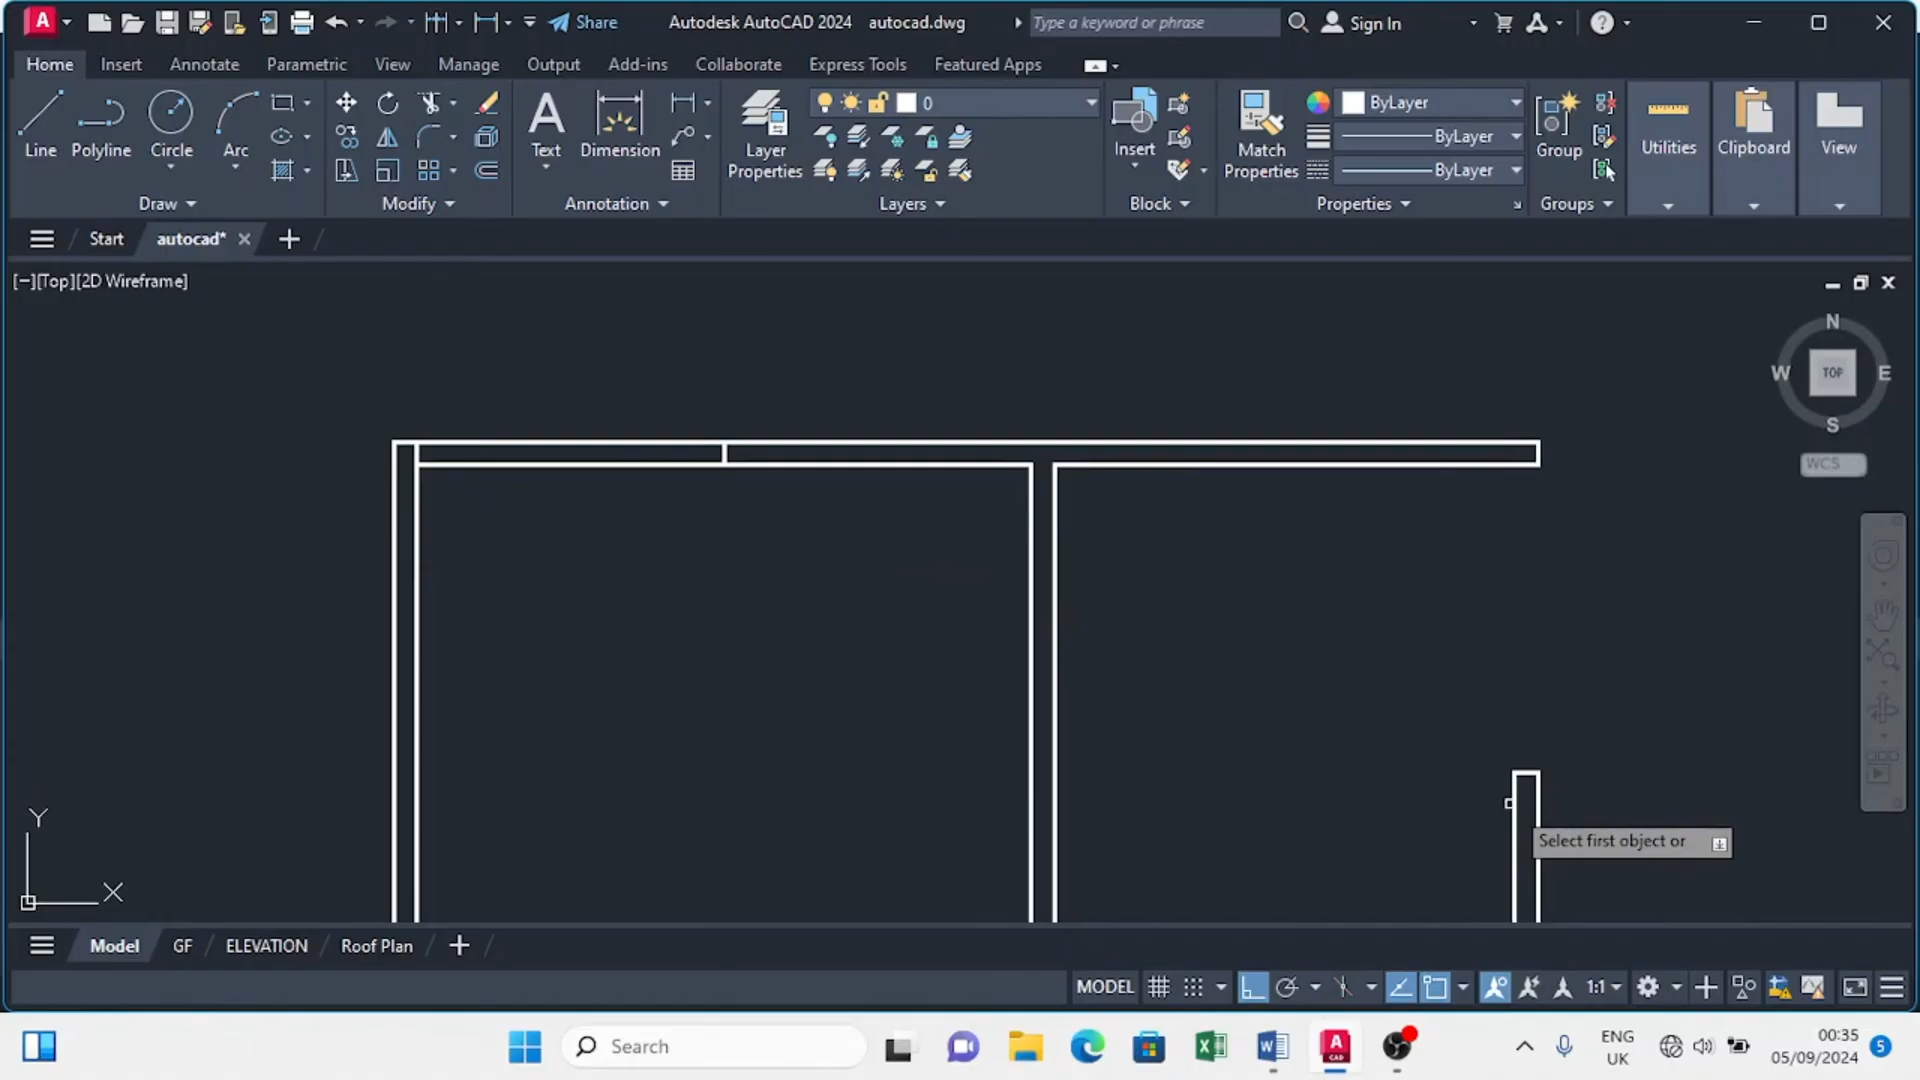 A
Share
Autodesk AutoCAD 2024 autocad.dwg
Type a keyword or phrase
Sign In
Home Insert Annotate Parametric View Manage Output Add-ins Collaborate Express Tools Featured Apps
0
ByLayer
ByLayer
ByLayer
Line Polyline Circle Arc
Text Dimension
Layer
Properties
Insert
Match
Properties
Group
Utilities Clipboard View
Draw Modify Annotation Layers Block Properties Groups
Start autocad*
[−][Top][2D Wireframe]
N
W TOP E
S
WCS
Select first object or
Y
X
Model GF ELEVATION Roof Plan
MODEL 1:1
Search
A
CAD
ENG
UK
00:35
05/09/2024
5